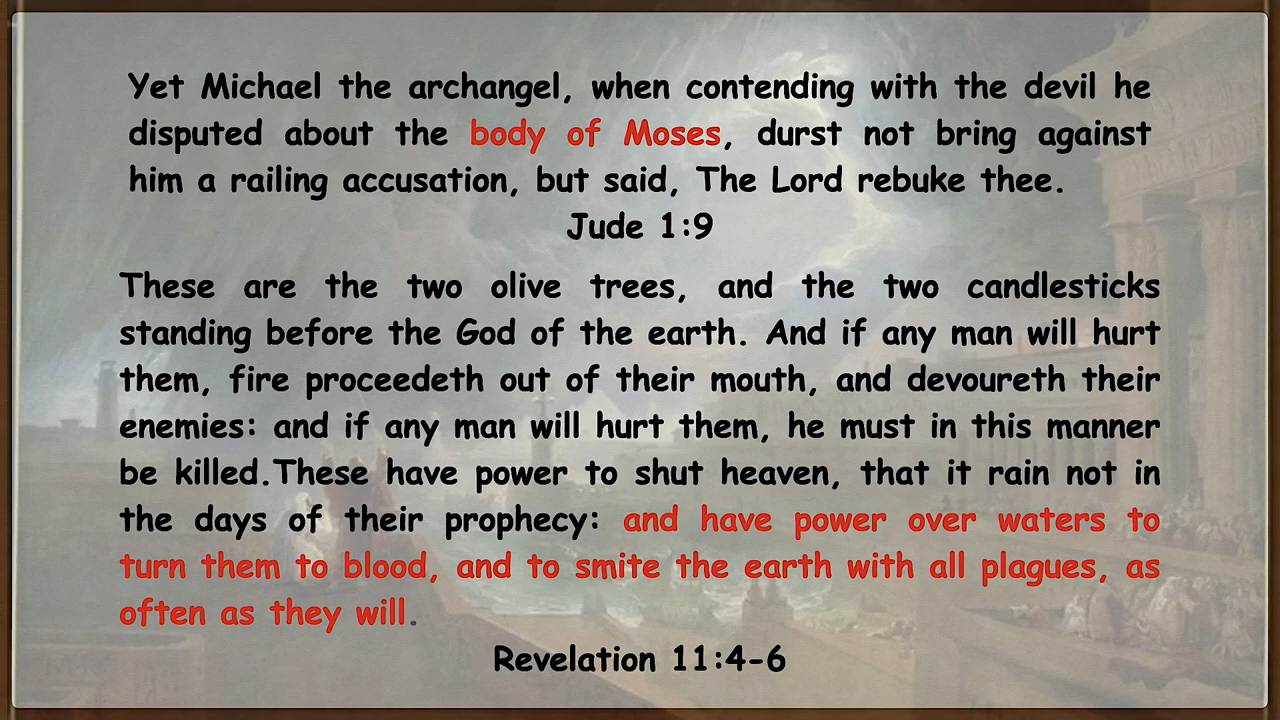 Yet Michael the archangel, when contending with the devil he
disputed about the body of Moses, durst not bring against
him a railing accusation, but said, The Lord rebuke thee.
Jude 1:9
These are the two olive trees, and the two candlesticks
standing before the God of the earth. And if any man will hurt
them, fire proceedeth out of their mouth, and devoureth their
enemies: and if any man will hurt them, he must in this manner
be killed.These have power to shut heaven, that it rain not in
the days of their prophecy: and have power over waters to
turn them to blood, and to smite the earth with all plagues, as
often as they will.
Revelation 11:4-6